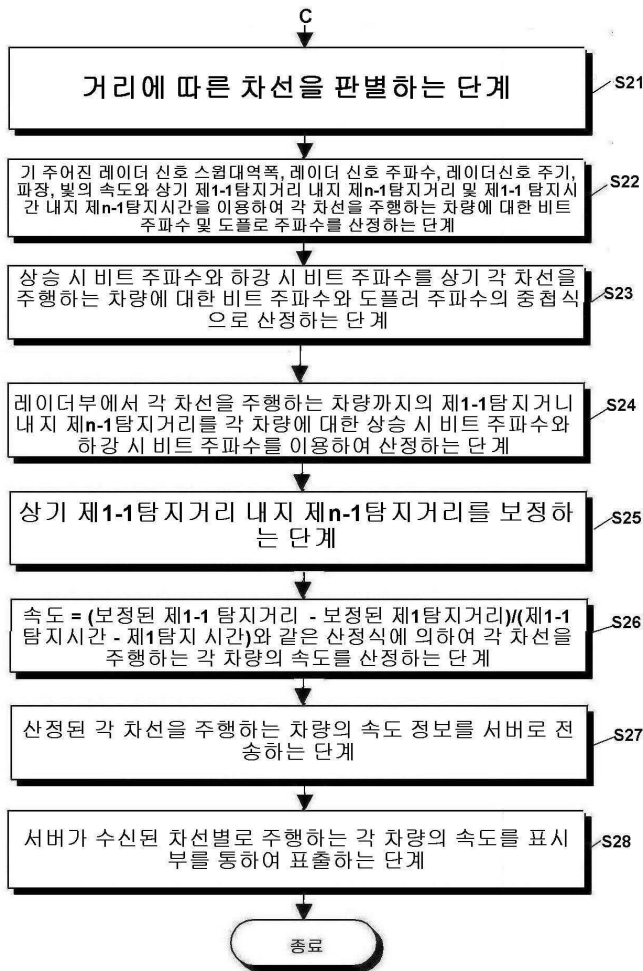 C
거리에 따른 차선을 판별하는 단계
S21
기 주어진 레이더 신호 스윕대역폭, 레이더 신호 주파수, 레이더신호 주기,
파장, 빛의 속도와 상기 제1-1탐지거리 내지 제n-1탐지거리 및 제1-1 탐지시
간 내지 제n-1탐지시간을 이용하여 각 차선을 주행하는 차량에 대한 비트
주파수 및 도플로 주파수를 산정하는 단계
S22
상승 시 비트 주파수와 하강 시 비트 주파수를 상기 각 차선을
주행하는 차량에 대한 비트 주파수와 도플러 주파수의 중첩식
으로 산정하는 단계
S23
레이더부에서 각 차선을 주행하는 차량까지의 제1-1탐지거니
내지 제n-1탐지거리를 각 차량에 대한 상승 시 비트 주파수와
하강 시 비트 주파수를 이용하여 산정하는 단계
S24
상기 제1-1탐지거리 내지 제n-1탐지거리를 보정하
는 단계
S25
속도 = (보정된 제1-1 탐지거리 - 보정된 제1탐지거리)/(제1-1
탐지시간 - 제1탐지 시간)와 같은 산정식에 의하여 각 차선을
주행하는 각 차량의 속도를 산정하는 단계
S26
산정된 각 차선을 주행하는 차량의 속도 정보를 서버로 전
송하는 단계
S27
서버가 수신된 차선별로 주행하는 각 차량의 속도를 표시
부를 통하여 표출하는 단계
S28
종료